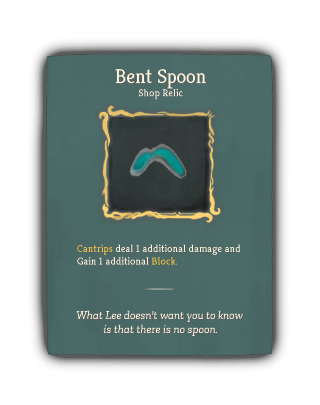 Bent Spoon
Shop Relic
Cantrips deal 1 additional damage and
Gain 1 additional Block.
What Lee doesn't want you to know
is that there is no spoon.